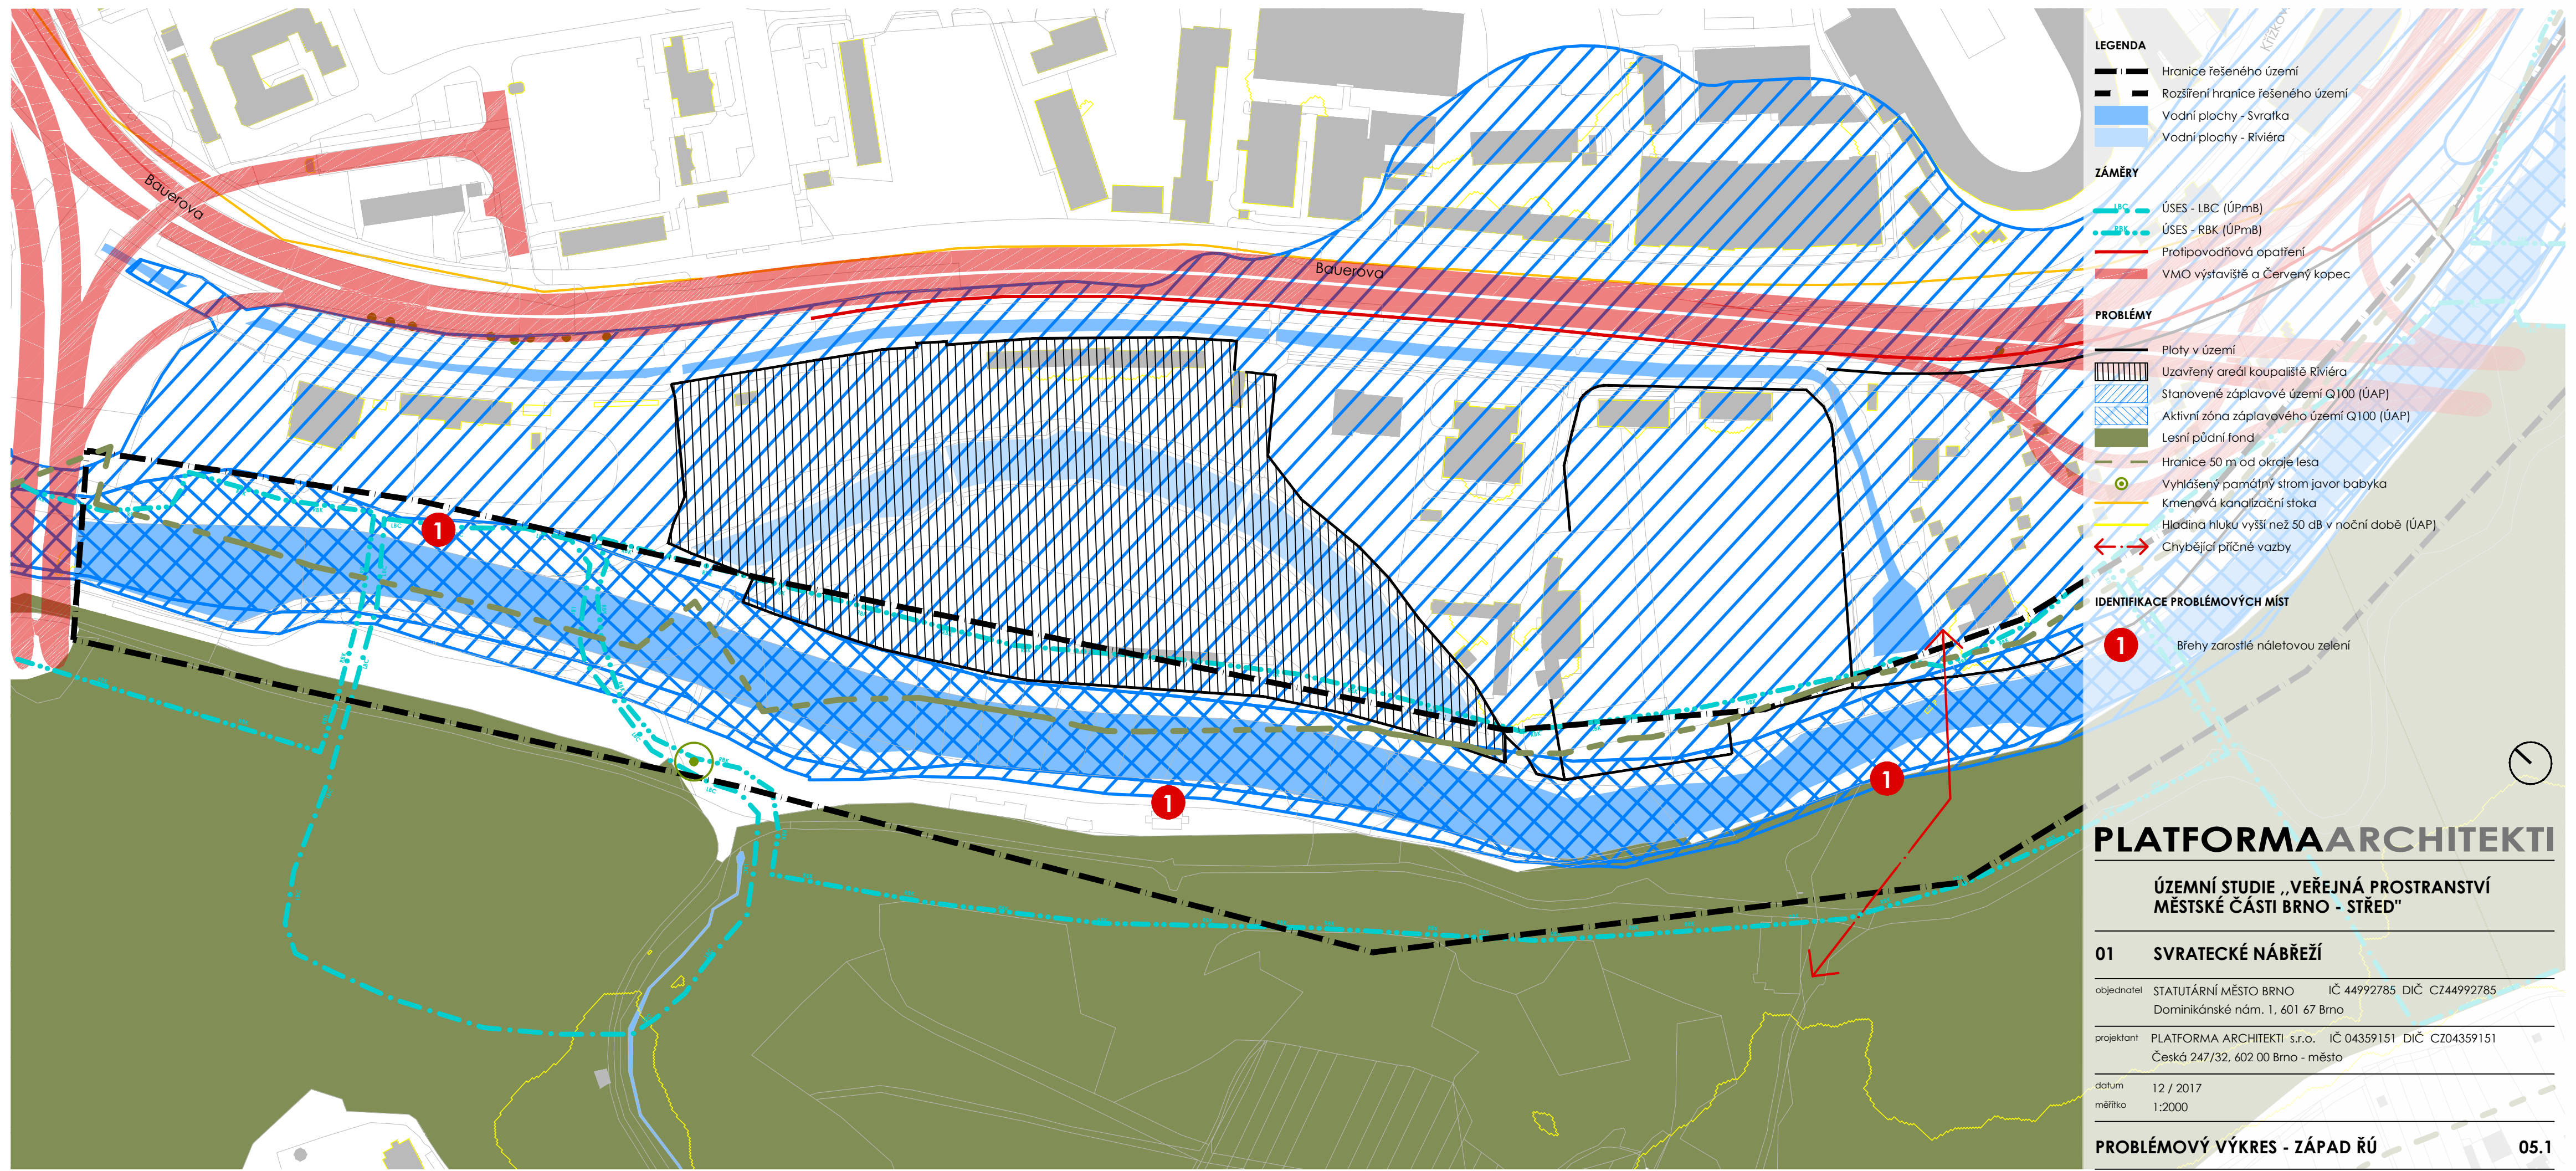 Bauerova
Bauerova
1
1
1
Křížkov
LEGENDA
Hranice řešeného území
Rozšíření hranice řešeného území
Vodní plochy - Svratka
Vodní plochy - Riviéra
ZÁMĚRY
LBC ÚSES - LBC (ÚPmB)
RBK ÚSES - RBK (ÚPmB)
Protipovodňová opatření
VMO výstaviště a Červený kopec
PROBLÉMY
Ploty v území
Uzavřený areál koupaliště Riviéra
Stanovené záplavové území Q100 (ÚAP)
Aktivní zóna záplavového území Q100 (ÚAP)
Lesní půdní fond
Hranice 50 m od okraje lesa
Vyhlášený památný strom javor babyka
Kmenová kanalizační stoka
Hladina hluku vyšší než 50 dB v noční době (ÚAP)
Chybějící příčné vazby
IDENTIFIKACE PROBLÉMOVÝCH MÍST
1 Břehy zarostlé náletovou zelení
PLATFORMAARCHITEKTI
ÚZEMNÍ STUDIE ,,VEŘEJNÁ PROSTRANSTVÍ
MĚSTSKÉ ČÁSTI BRNO - STŘED"
01 SVRATECKÉ NÁBŘEŽÍ
objednatel STATUTÁRNÍ MĚSTO BRNO IČ 44992785 DIČ CZ44992785
Dominikánské nám. 1, 601 67 Brno
projektant PLATFORMA ARCHITEKTI s.r.o. IČ 04359151 DIČ CZ04359151
Česká 247/32, 602 00 Brno - město
datum 12 / 2017
měřítko 1:2000
PROBLÉMOVÝ VÝKRES - ZÁPAD ŘÚ 05.1